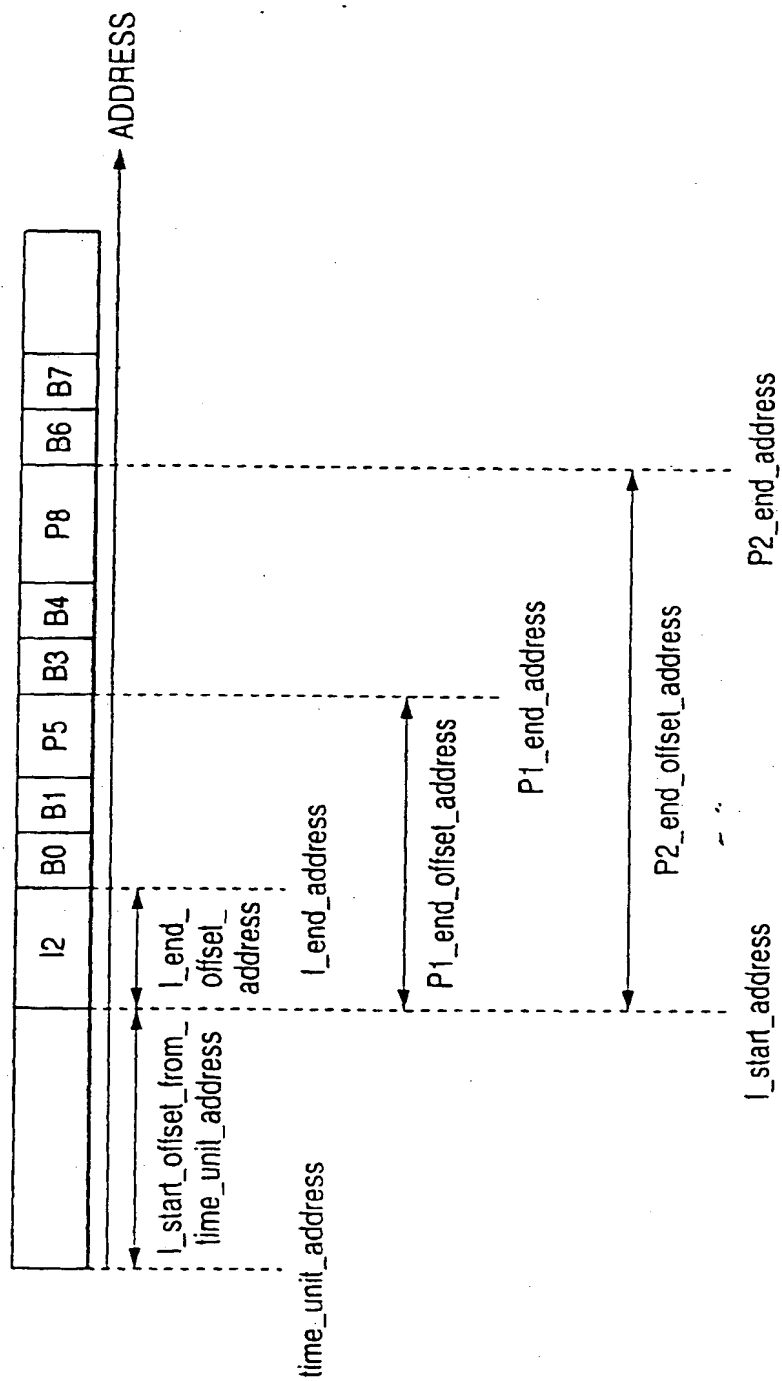 ADDRESS
I2 B0 B1 P5 B3 B4 P8 B6 B7
I_start_offset_from_
time_unit_address
I_end_
offset_
address
time_unit_address
I_end_address
P1_end_offset_address
P1_end_address
P2_end_offset_address
I_start_address
P2_end_address